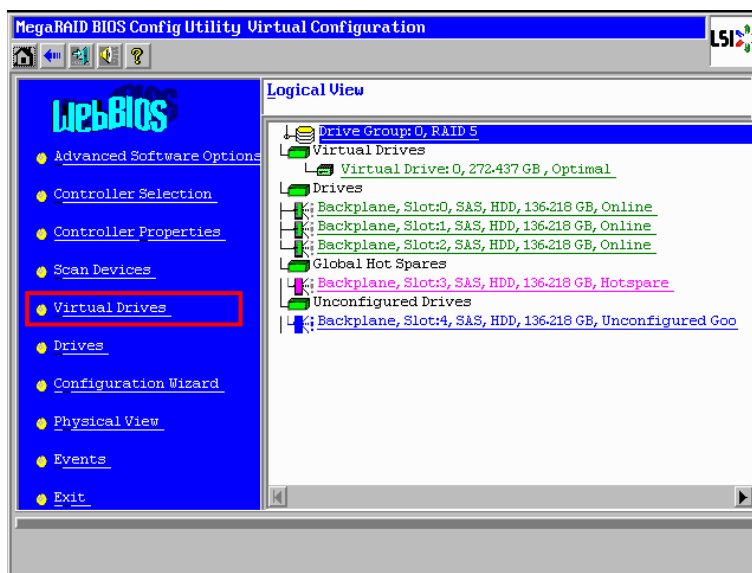 MegaRAID BIOS Config Utility Virtual Configuration
LSI
WebBIOS
Advanced Software Options
Controller Selection
Controller Properties
Scan Devices
Virtual Drives
Drives
Configuration Wizard
Physical View
Events
Exit
Logical View
Drive Group: 0, RAID 5
Virtual Drives
Virtual Drive: 0, 272.437 GB , Optimal
Drives
Backplane, Slot:0, SAS, HDD, 136.218 GB, Online
Backplane, Slot:1, SAS, HDD, 136.218 GB, Online
Backplane, Slot:2, SAS, HDD, 136.218 GB, Online
Global Hot Spares
Backplane, Slot:3, SAS, HDD, 136.218 GB, Hotspare
Unconfigured Drives
Backplane, Slot:4, SAS, HDD, 136.218 GB, Unconfigured Goo